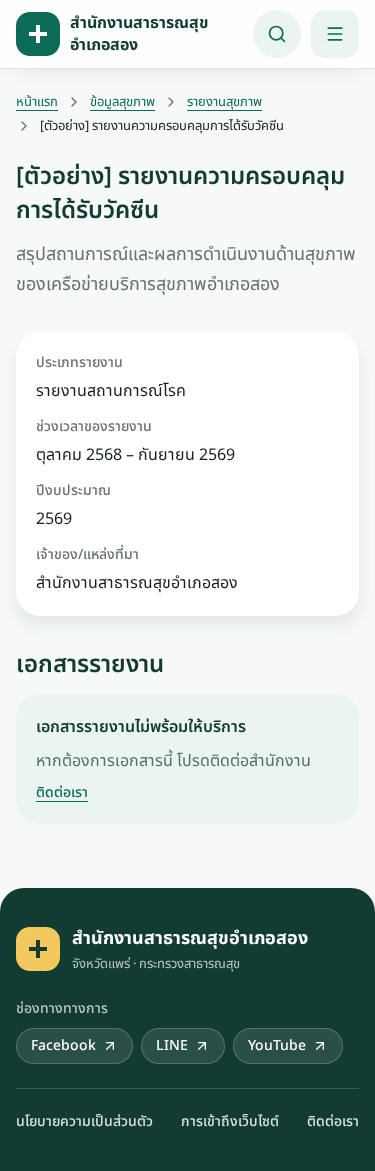 สำนักงานสาธารณสุข
อำเภอสอง
หน้าแรก
ข้อมูลสุขภาพ
รายงานสุขภาพ
[ตัวอย่าง] รายงานความครอบคลุมการได้รับวัคซีน
[ตัวอย่าง] รายงานความครอบคลุม
การได้รับวัคซีน
สรุปสถานการณ์และผลการดำเนินงานด้านสุขภาพ
ของเครือข่ายบริการสุขภาพอำเภอสอง
ประเภทรายงาน
รายงานสถานการณ์โรค
ช่วงเวลาของรายงาน
ตุลาคม 2568 – กันยายน 2569
ปีงบประมาณ
2569
เจ้าของ/แหล่งที่มา
สำนักงานสาธารณสุขอำเภอสอง
เอกสารรายงาน
เอกสารรายงานไม่พร้อมให้บริการ
หากต้องการเอกสารนี้ โปรดติดต่อสำนักงาน
ติดต่อเรา
สำนักงานสาธารณสุขอำเภอสอง
จังหวัดแพร่ · กระทรวงสาธารณสุข
ช่องทางทางการ
Facebook
LINE
YouTube
นโยบายความเป็นส่วนตัว
การเข้าถึงเว็บไซต์
ติดต่อเรา